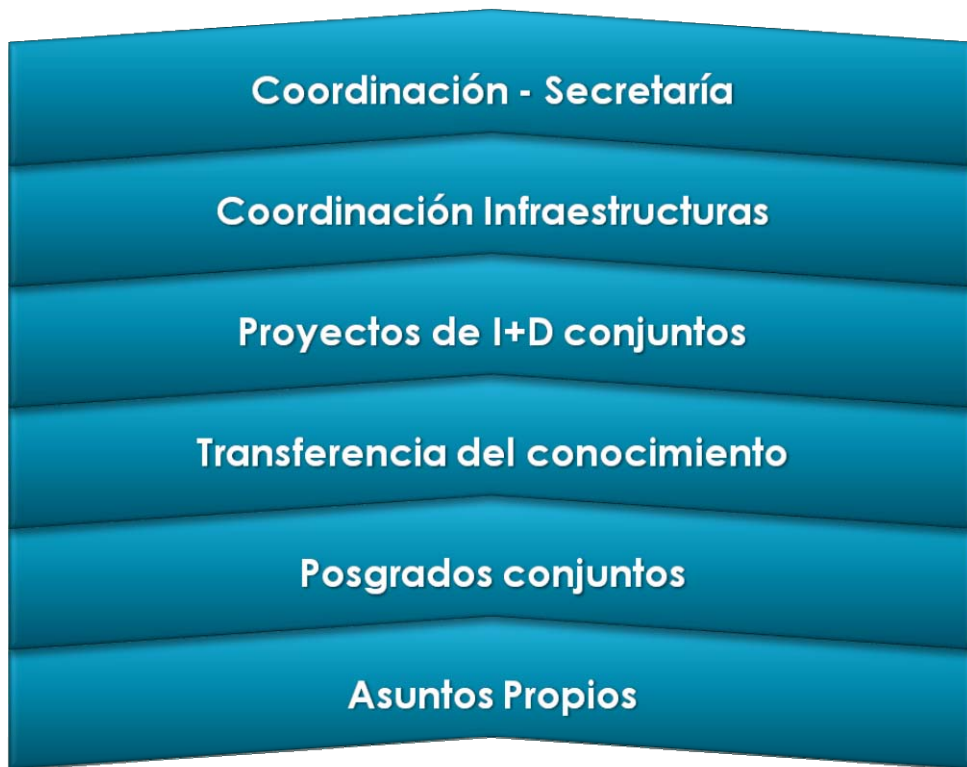 Coordinación - Secretaría
Coordinación Infraestructuras
Proyectos de I+D conjuntos
Transferencia del conocimiento
Posgrados conjuntos
Asuntos Propios